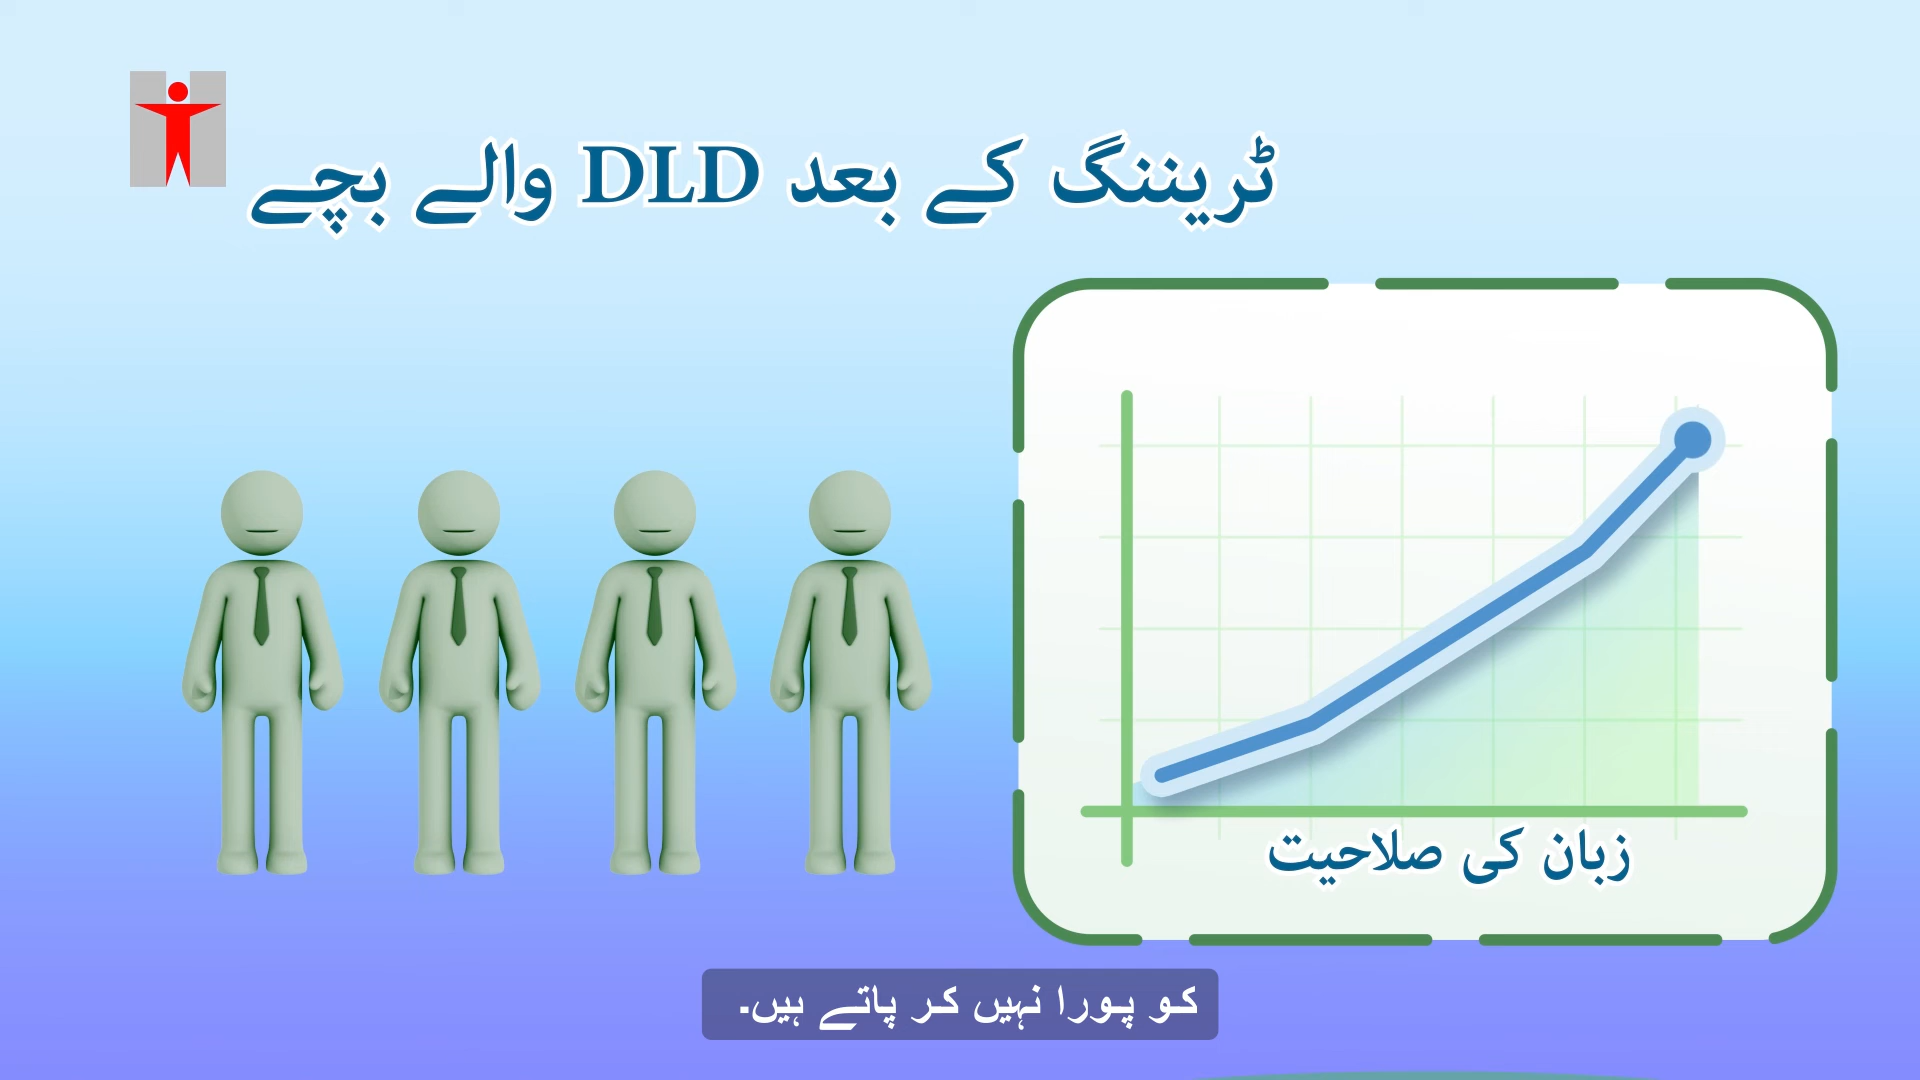 ٹریننگ کے بعد DLD والے بچے
زبان کی صلاحیت
کو پورا نہیں کر پاتے ہیں۔